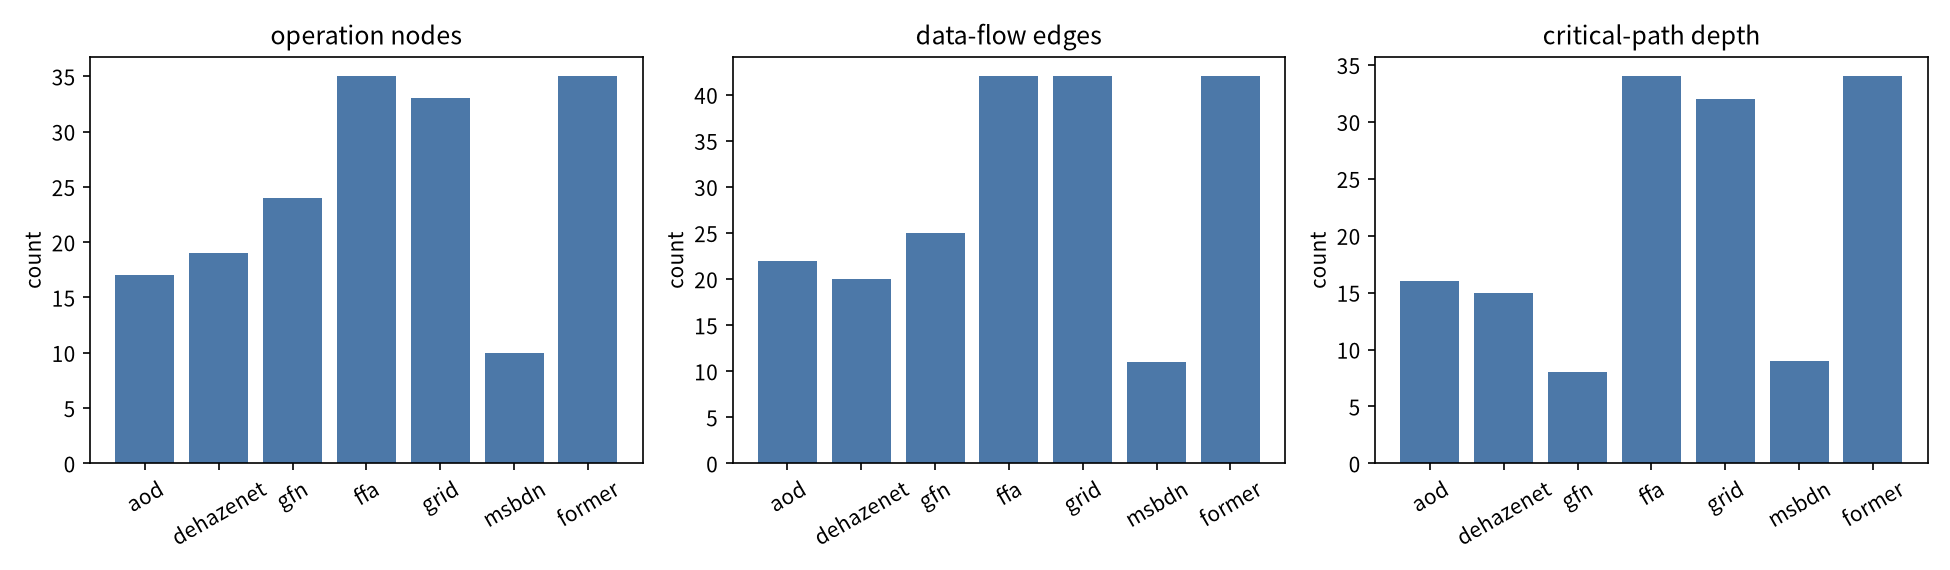 operation nodes
count
35
30
25
20
15
10
5
0
aod
dehazenet
gfn
ffa
grid
msbdn
former
data-flow edges
count
40
35
30
25
20
15
10
5
0
aod
dehazenet
gfn
ffa
grid
msbdn
former
critical-path depth
count
35
30
25
20
15
10
5
0
aod
dehazenet
gfn
ffa
grid
msbdn
former